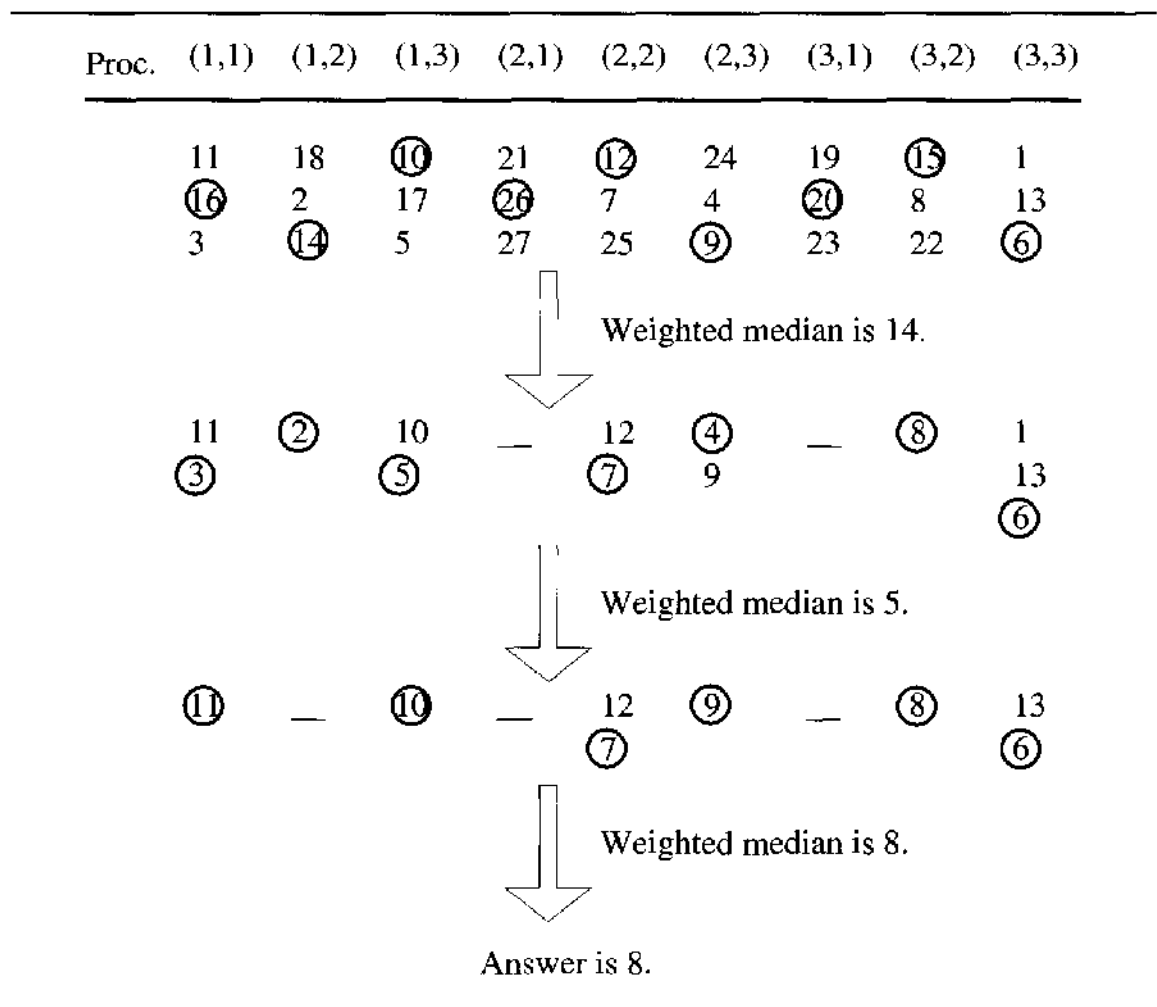 Proc. (1,1) (1,2) (1,3) (2,1) (2,2) (2,3) (3,1) (3,2) (3,3)
11 18 10 21 12 24 19 15 1
16 2 17 26 7 4 20 8 13
3 14 5 27 25 9 23 22 6
Weighted median is 14.
11 2 10 — 12 4 — 8 1
3 5 7 9 13
6
Weighted median is 5.
11 — 10 — 12 9 — 8 13
7 6
Weighted median is 8.
Answer is 8.